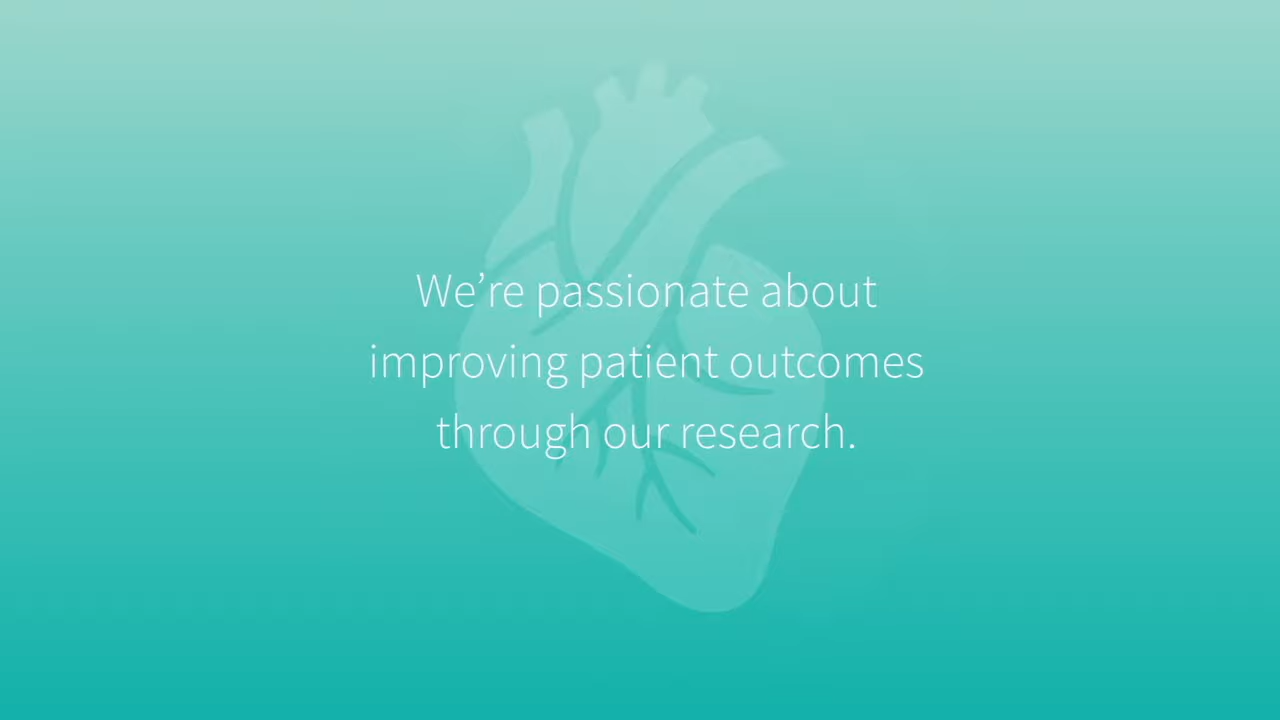 We’re passionate about
improving patient outcomes
through our research.